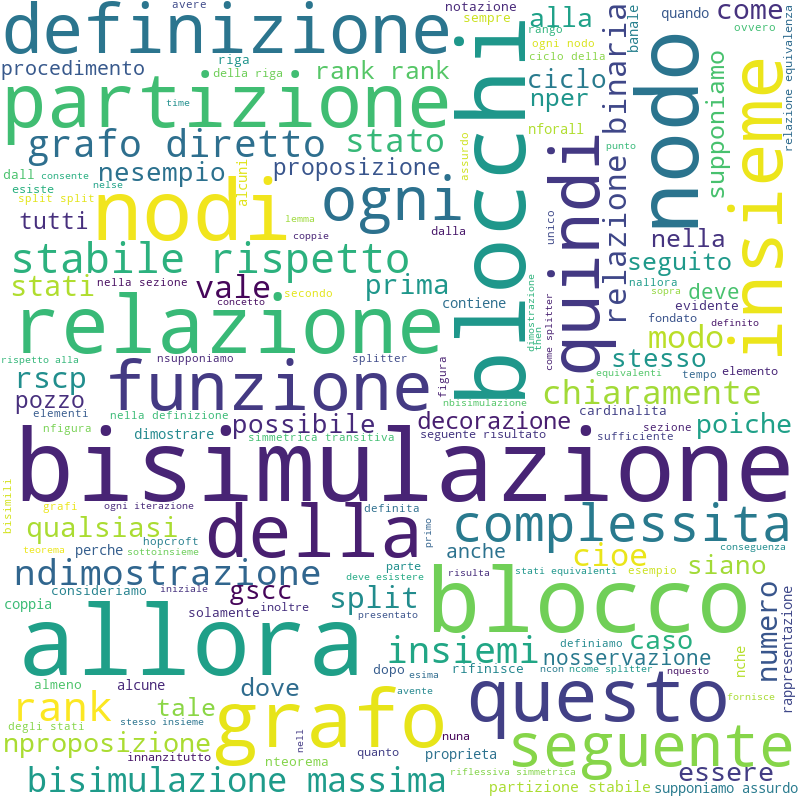 avere
definizione
procedimento
riga
della riga
rank rank
time
partizione
grafo diretto
stato
nesempio
proposizione
dall
consente
esiste
nelse
split split
alcuni
nodi
ogni
tutti
lemma
coppie
dalla
stabile rispetto
stati
nella sezione
vale
prima
concetto
secondo
contiene
relazione
rispetto alla
nsupponiamo
splitter
figura
rscp
funzione
pozzo
elementi
nella definizione
nbisimulazione
possibile
decorazione
nfigura
dimostrare
simmetrica transitiva
seguente risultato
notazione
sempre
quando
come
alla
rango
ogni nodo
ciclo della
banale
ovvero
ciclo
nper
nforall
assurdo
blocchi
unico
quindi
relazione binaria
punto
nodo
supponiamo
insieme
relazione equivalenza
nella
seguito
nallora
deve
sopra
evidente
dimostrazione
then
come splitter
fondato
definito
modo
stesso
equivalenti
tempo
elemento
chiaramente
cardinalita
sezione
poiche
sufficiente
bisimulazione
bisimili
grafi
ogni iterazione
definita
primo
qualsiasi
hopcroft
teorema
perche
sottoinsieme
della
complessita
anche
cioe
conseguenza
ndimostrazione
parte
risulta
stati equivalenti
esempio
siano
consideriamo
iniziale
gscc
deve esistere
split
coppia
solamente
inoltre
presentato
blocco
numero
rappresentazione
allora
insiemi
definiamo
caso
nosservazione
nche
rifinisce
ncon ncome splitter
nquesto
almeno
alcune
dove
dopo
esima
rank
tale
avente
questo
fornisce
degli stati
stesso insieme
grafo
nell
nuna
nproposizione
innanzitutto
quanto
proprieta
nteorema
seguente
essere
bisimulazione massima
riflessiva simmetrica
partizione stabile
supponiamo assurdo